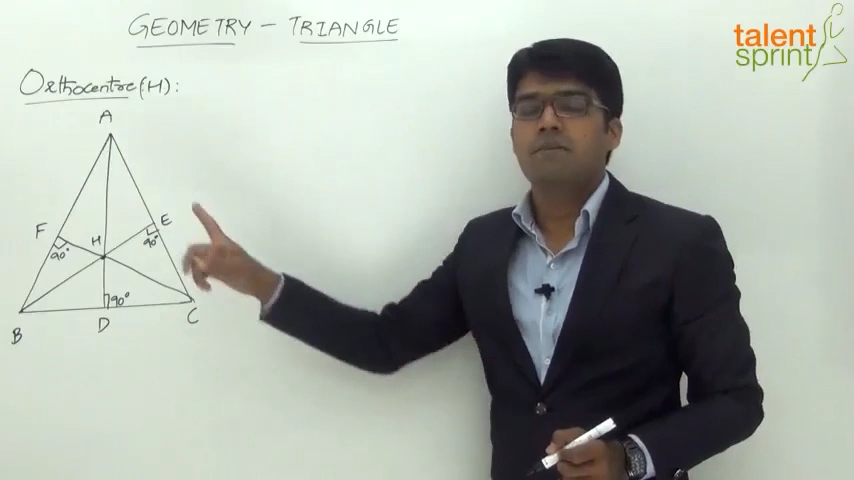 GEOMETRY - TRIANGLE
talent
sprint
Orthocentre (H) :
A
F
E
H
90°
90°
90°
B
D
C